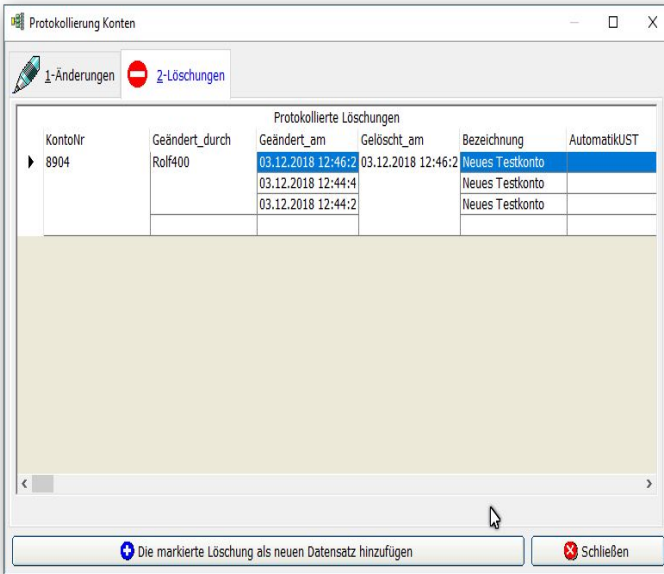 Protokollierung Konten
1-Änderungen 2-Löschungen
Protokollierte Löschungen
KontoNr Geändert_durch Geändert_am Gelöscht_am Bezeichnung AutomatikUST
8904 Rolf400 03.12.2018 12:46:2 03.12.2018 12:46:2 Neues Testkonto
03.12.2018 12:44:4 Neues Testkonto
03.12.2018 12:44:2 Neues Testkonto
Die markierte Löschung als neuen Datensatz hinzufügen Schließen